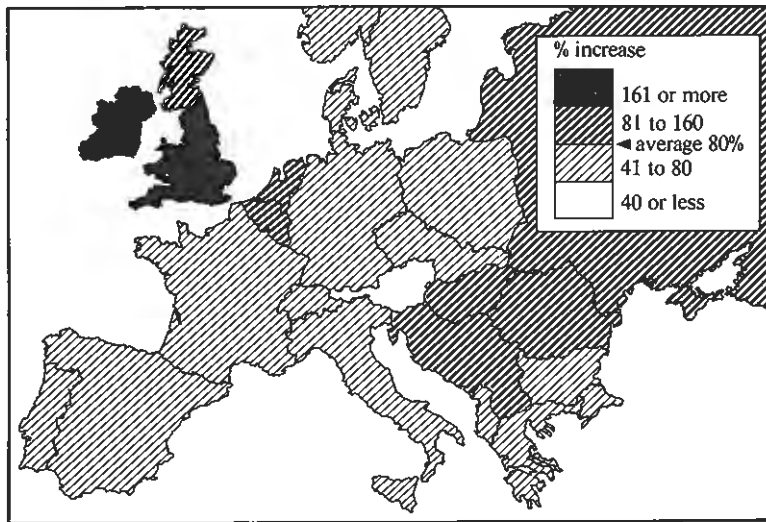 % increase
161 or more
81 to 160
average 80%
41 to 80
40 or less